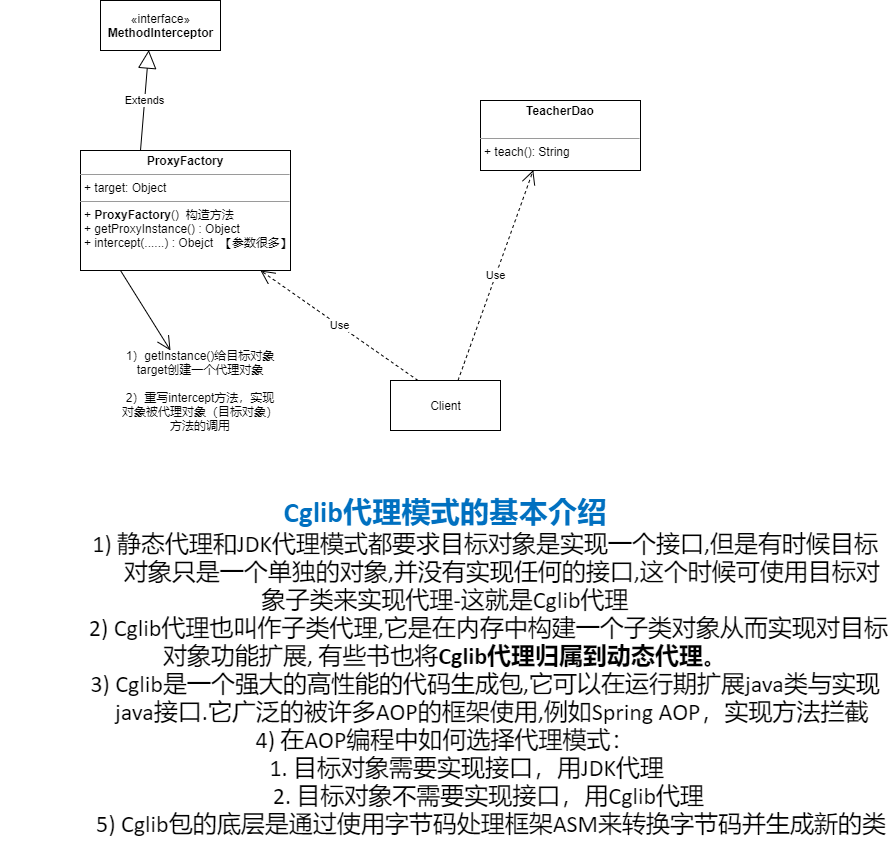 «interface»
MethodInterceptor
Extends
TeacherDao
+ teach(): String
ProxyFactory
+ target: Object
+ ProxyFactory() 构造方法
+ getProxyInstance() : Object
+ intercept(......) : Obejct 【参数很多】
Use
Use
1）getInstance()给目标对象
target创建一个代理对象
2）重写intercept方法，实现
对象被代理对象（目标对象）
方法的调用
Client
Cglib代理模式的基本介绍
1) 静态代理和JDK代理模式都要求目标对象是实现一个接口,但是有时候目标
对象只是一个单独的对象,并没有实现任何的接口,这个时候可使用目标对
象子类来实现代理-这就是Cglib代理
2) Cglib代理也叫作子类代理,它是在内存中构建一个子类对象从而实现对目标
对象功能扩展, 有些书也将Cglib代理归属到动态代理。
3) Cglib是一个强大的高性能的代码生成包,它可以在运行期扩展java类与实现
java接口.它广泛的被许多AOP的框架使用,例如Spring AOP，实现方法拦截
4) 在AOP编程中如何选择代理模式：
1. 目标对象需要实现接口，用JDK代理
2. 目标对象不需要实现接口，用Cglib代理
5) Cglib包的底层是通过使用字节码处理框架ASM来转换字节码并生成新的类